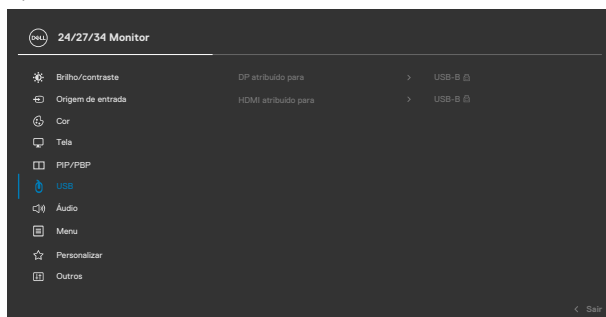 DELL
24/27/34 Monitor
Brilho/contraste
DP atribuído para > USB-B
Origem de entrada
HDMI atribuído para > USB-B
Cor
Tela
PIP/PBP
USB
Áudio
Menu
Personalizar
Outros
< Sair